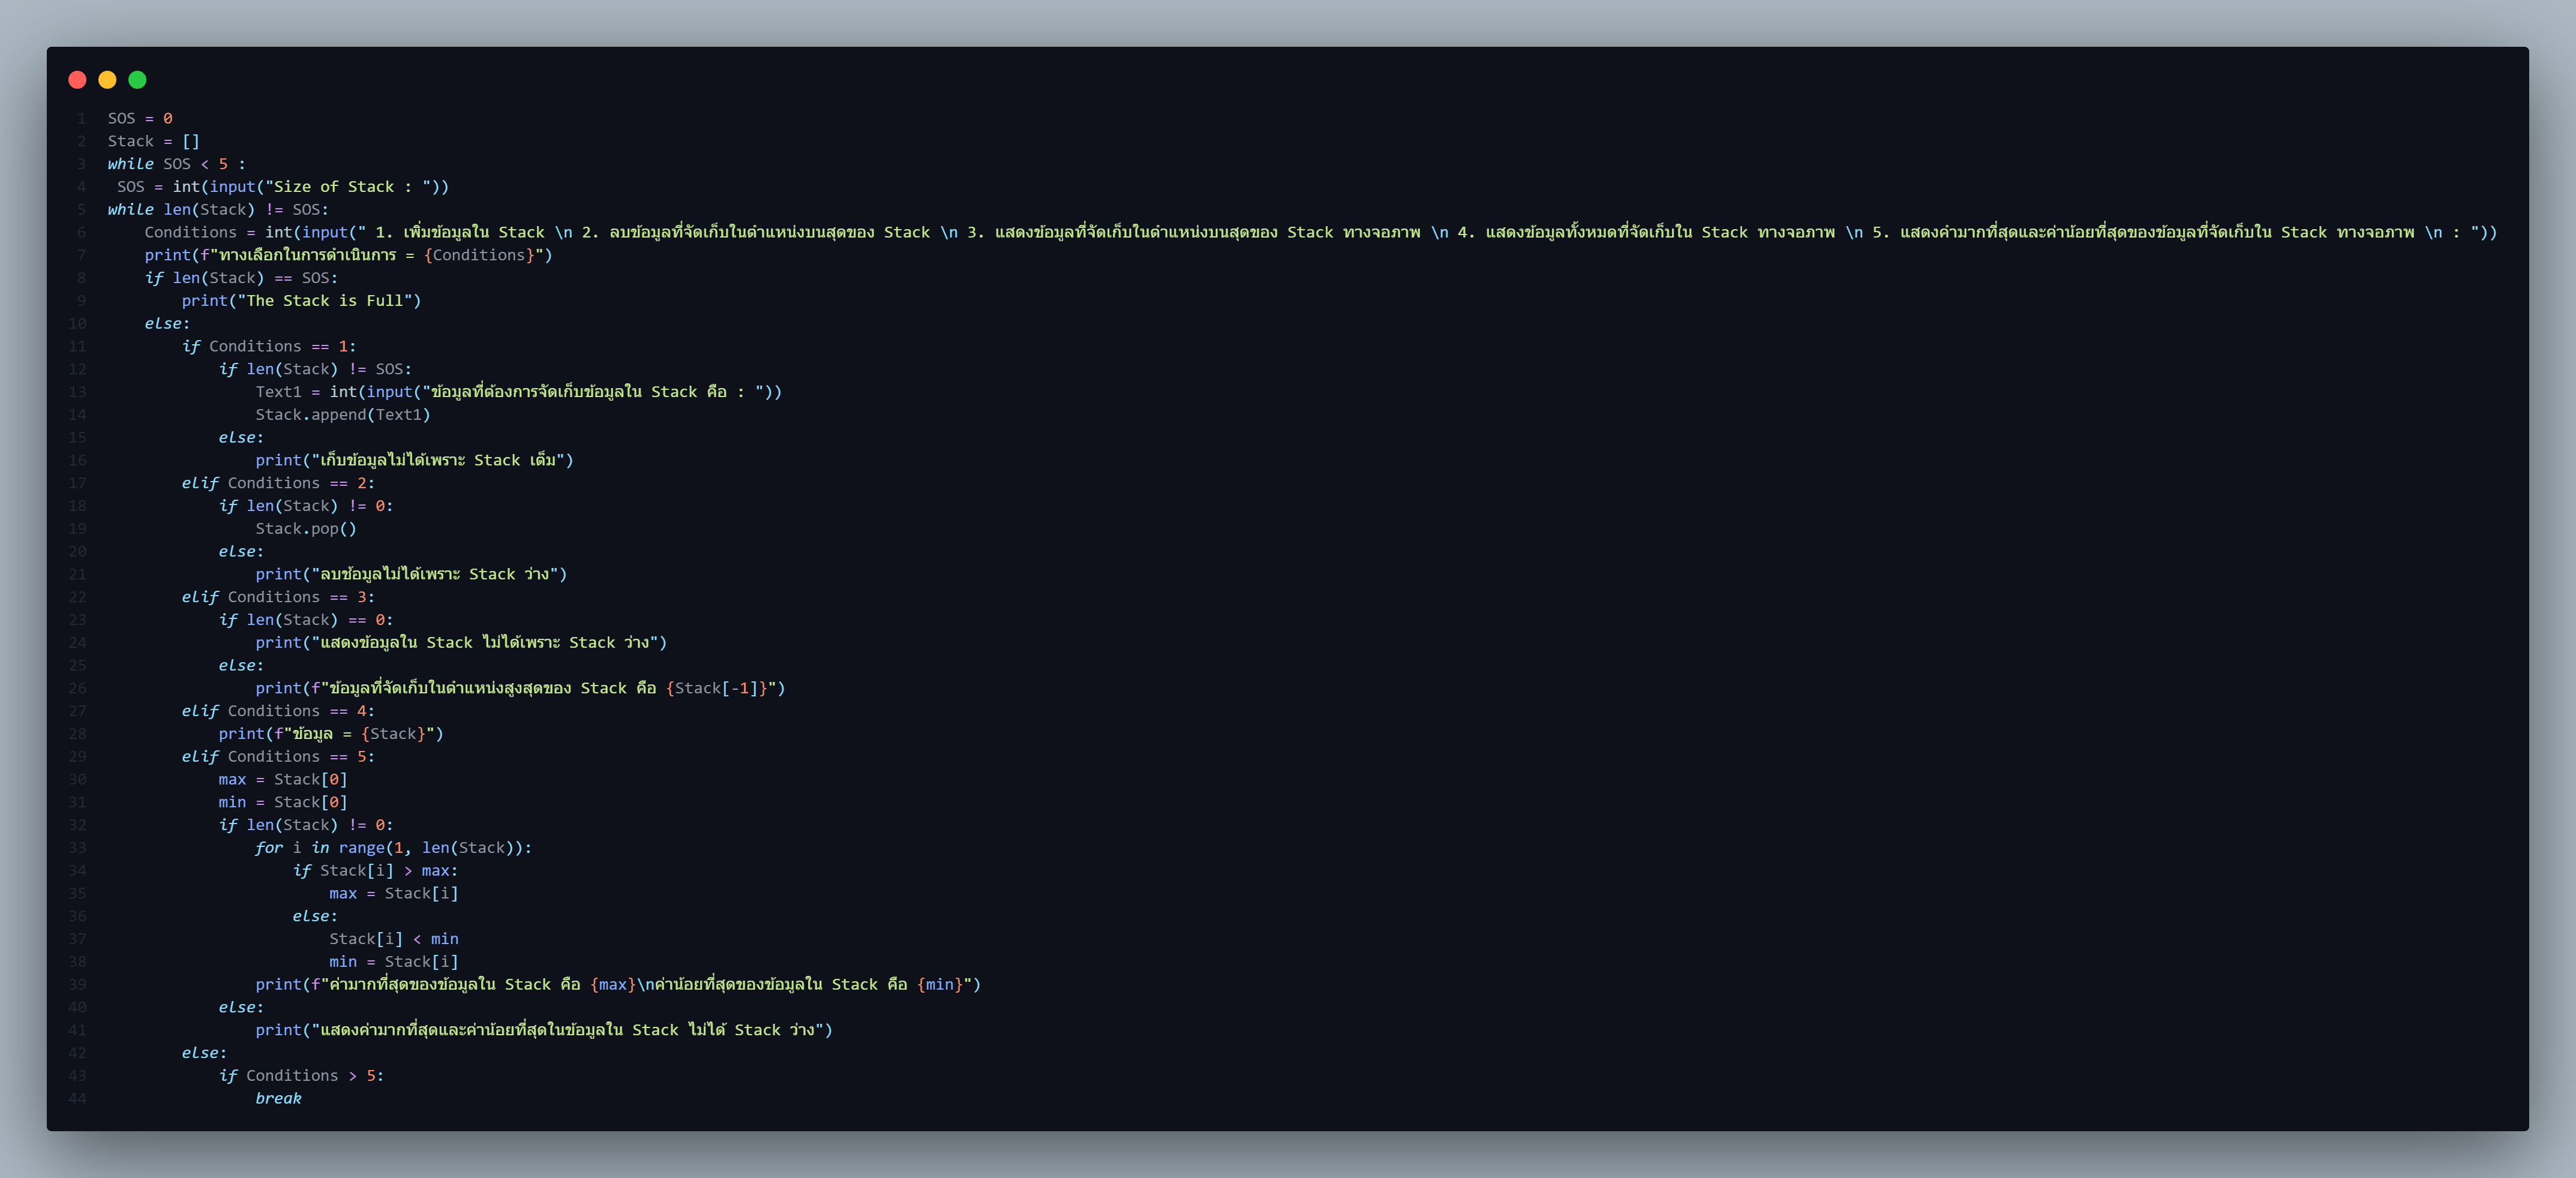 1 SOS = 0
2 Stack = []
3 while SOS < 5 :
4  SOS = int(input("Size of Stack : "))
5 while len(Stack) != SOS:
6     Conditions = int(input(" 1. เพิ่มข้อมูลใน Stack \n 2. ลบข้อมูลที่จัดเก็บในตำแหน่งบนสุดของ Stack \n 3. แสดงข้อมูลที่จัดเก็บในตำแหน่งบนสุดของ Stack ทางจอภาพ \n 4. แสดงข้อมูลทั้งหมดที่จัดเก็บใน Stack ทางจอภาพ \n 5. แสดงค่ามากที่สุดและค่าน้อยที่สุดของข้อมูลที่จัดเก็บใน Stack ทางจอภาพ \n : "))
7     print(f"ทางเลือกในการดำเนินการ = {Conditions}")
8     if len(Stack) == SOS:
9         print("The Stack is Full")
10     else:
11         if Conditions == 1:
12             if len(Stack) != SOS:
13                 Text1 = int(input("ข้อมูลที่ต้องการจัดเก็บข้อมูลใน Stack คือ : "))
14                 Stack.append(Text1)
15             else:
16                 print("เก็บข้อมูลไม่ได้เพราะ Stack เต็ม")
17         elif Conditions == 2:
18             if len(Stack) != 0:
19                 Stack.pop()
20             else:
21                 print("ลบข้อมูลไม่ได้เพราะ Stack ว่าง")
22         elif Conditions == 3:
23             if len(Stack) == 0:
24                 print("แสดงข้อมูลใน Stack ไม่ได้เพราะ Stack ว่าง")
25             else:
26                 print(f"ข้อมูลที่จัดเก็บในตำแหน่งสูงสุดของ Stack คือ {Stack[-1]}")
27         elif Conditions == 4:
28             print(f"ข้อมูล = {Stack}")
29         elif Conditions == 5:
30             max = Stack[0]
31             min = Stack[0]
32             if len(Stack) != 0:
33                 for i in range(1, len(Stack)):
34                     if Stack[i] > max:
35                         max = Stack[i]
36                     else:
37                         Stack[i] < min
38                         min = Stack[i]
39                 print(f"ค่ามากที่สุดของข้อมูลใน Stack คือ {max}\nค่าน้อยที่สุดของข้อมูลใน Stack คือ {min}")
40             else:
41                 print("แสดงค่ามากที่สุดและค่าน้อยที่สุดในข้อมูลใน Stack ไม่ได้ Stack ว่าง")
42         else:
43             if Conditions > 5:
44                 break